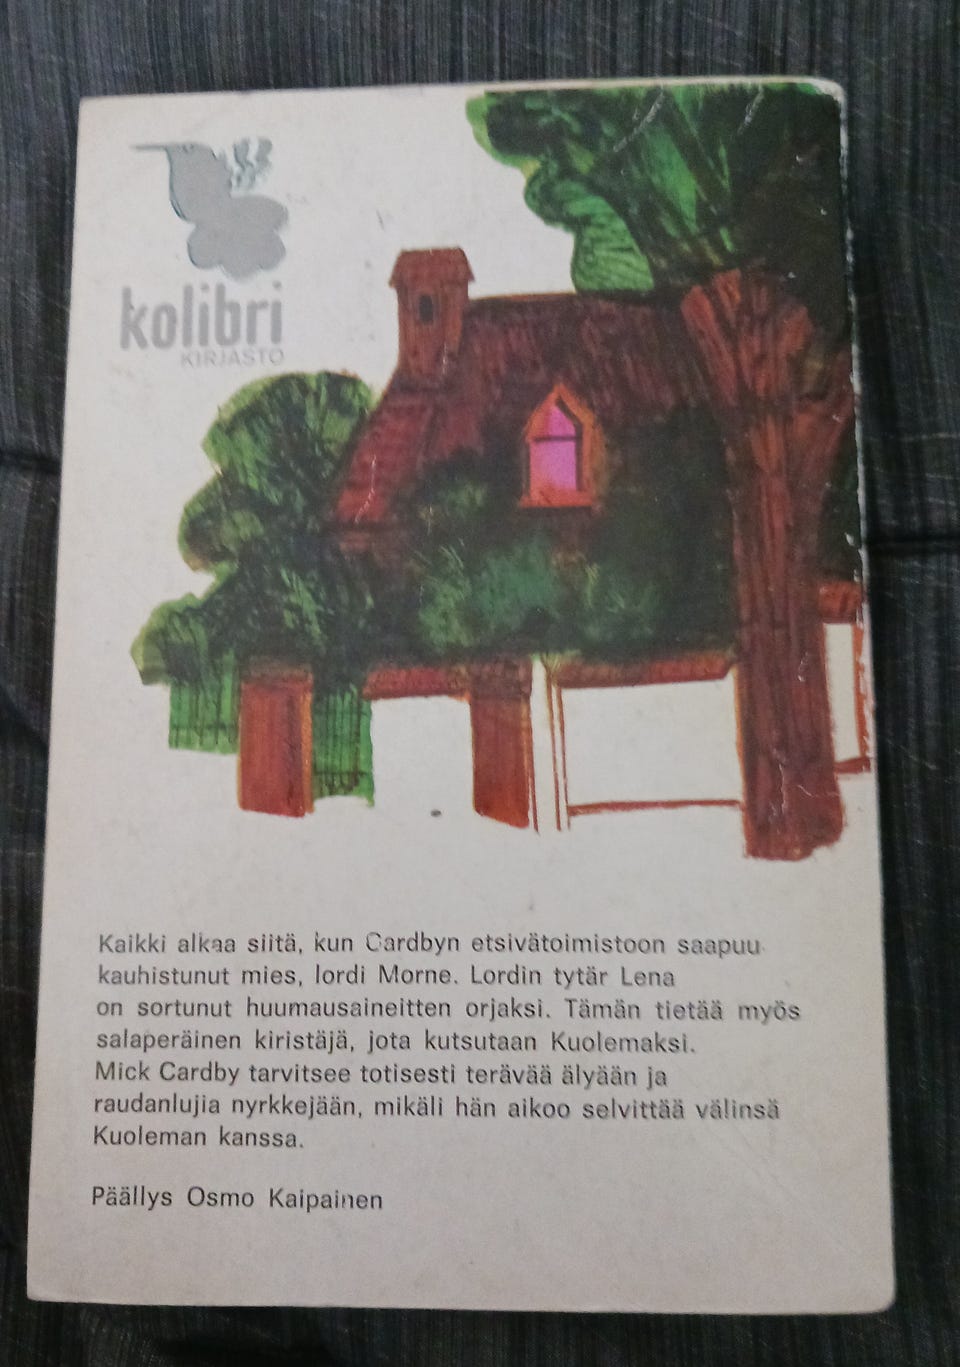 kolibri
KIRJASTO
Kaikki alkaa siitä, kun Cardbyn etsivätoimistoon saapuu
kauhistunut mies, lordi Morne. Lordin tytär Lena
on sortunut huumausaineitten orjaksi. Tämän tietää myös
salaperäinen kiristäjä, jota kutsutaan Kuolemaksi.
Mick Cardby tarvitsee totisesti terävää älyään ja
raudanlujia nyrkkejään, mikäli hän aikoo selvittää välinsä
Kuoleman kanssa.
Päällys Osmo Kaipainen